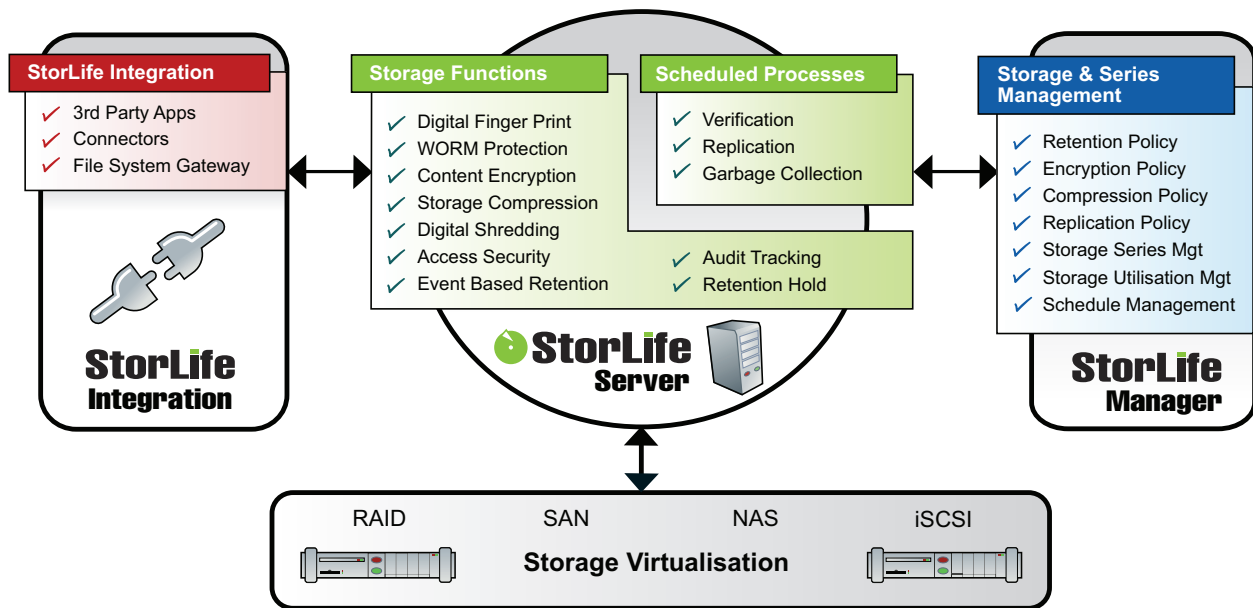 StorLife Integration
3rd Party Apps
Connectors
File System Gateway
StorLife
Integration
Storage Functions
Digital Finger Print
WORM Protection
Content Encryption
Storage Compression
Digital Shredding
Access Security
Event Based Retention
Scheduled Processes
Verification
Replication
Garbage Collection
Audit Tracking
Retention Hold
StorLife
Server
Storage & Series
Management
Retention Policy
Encryption Policy
Compression Policy
Replication Policy
Storage Series Mgt
Storage Utilisation Mgt
Schedule Management
StorLife
Manager
RAID SAN NAS iSCSI
Storage Virtualisation